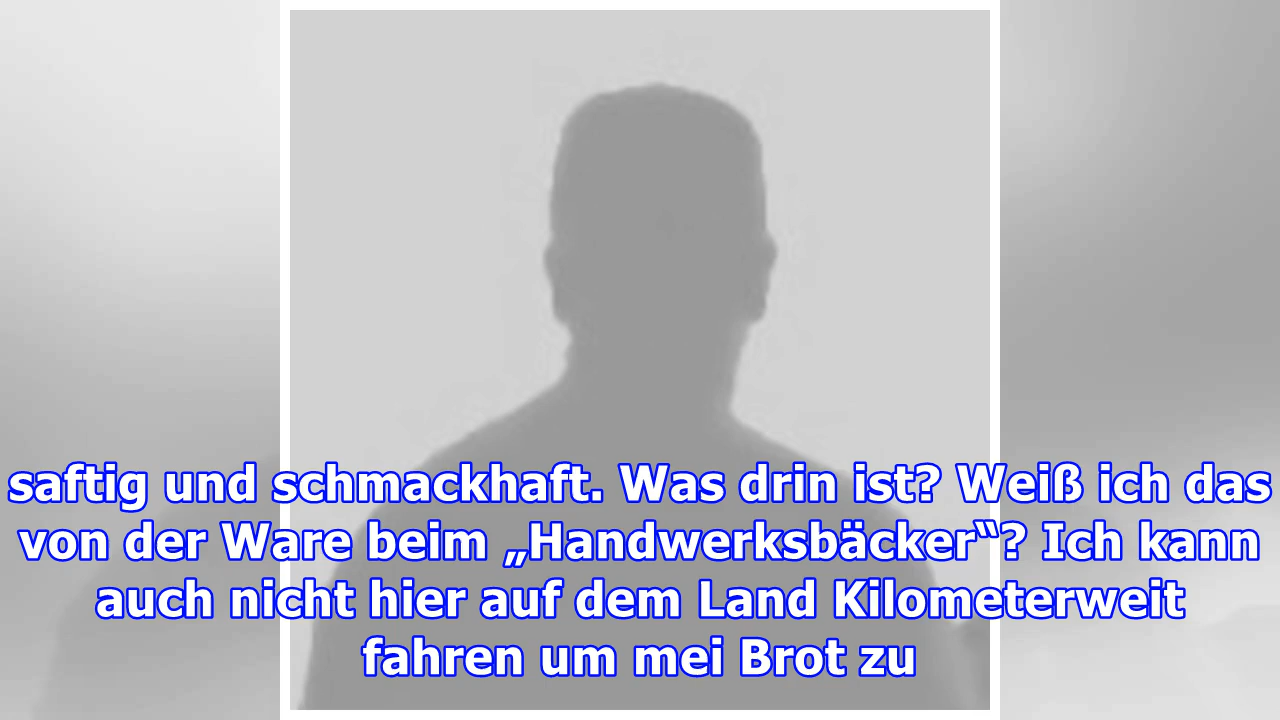 saftig und schmackhaft. Was drin ist? Weiß ich das
von der Ware beim „Handwerksbäcker“? Ich kann
auch nicht hier auf dem Land Kilometerweit
fahren um mei Brot zu